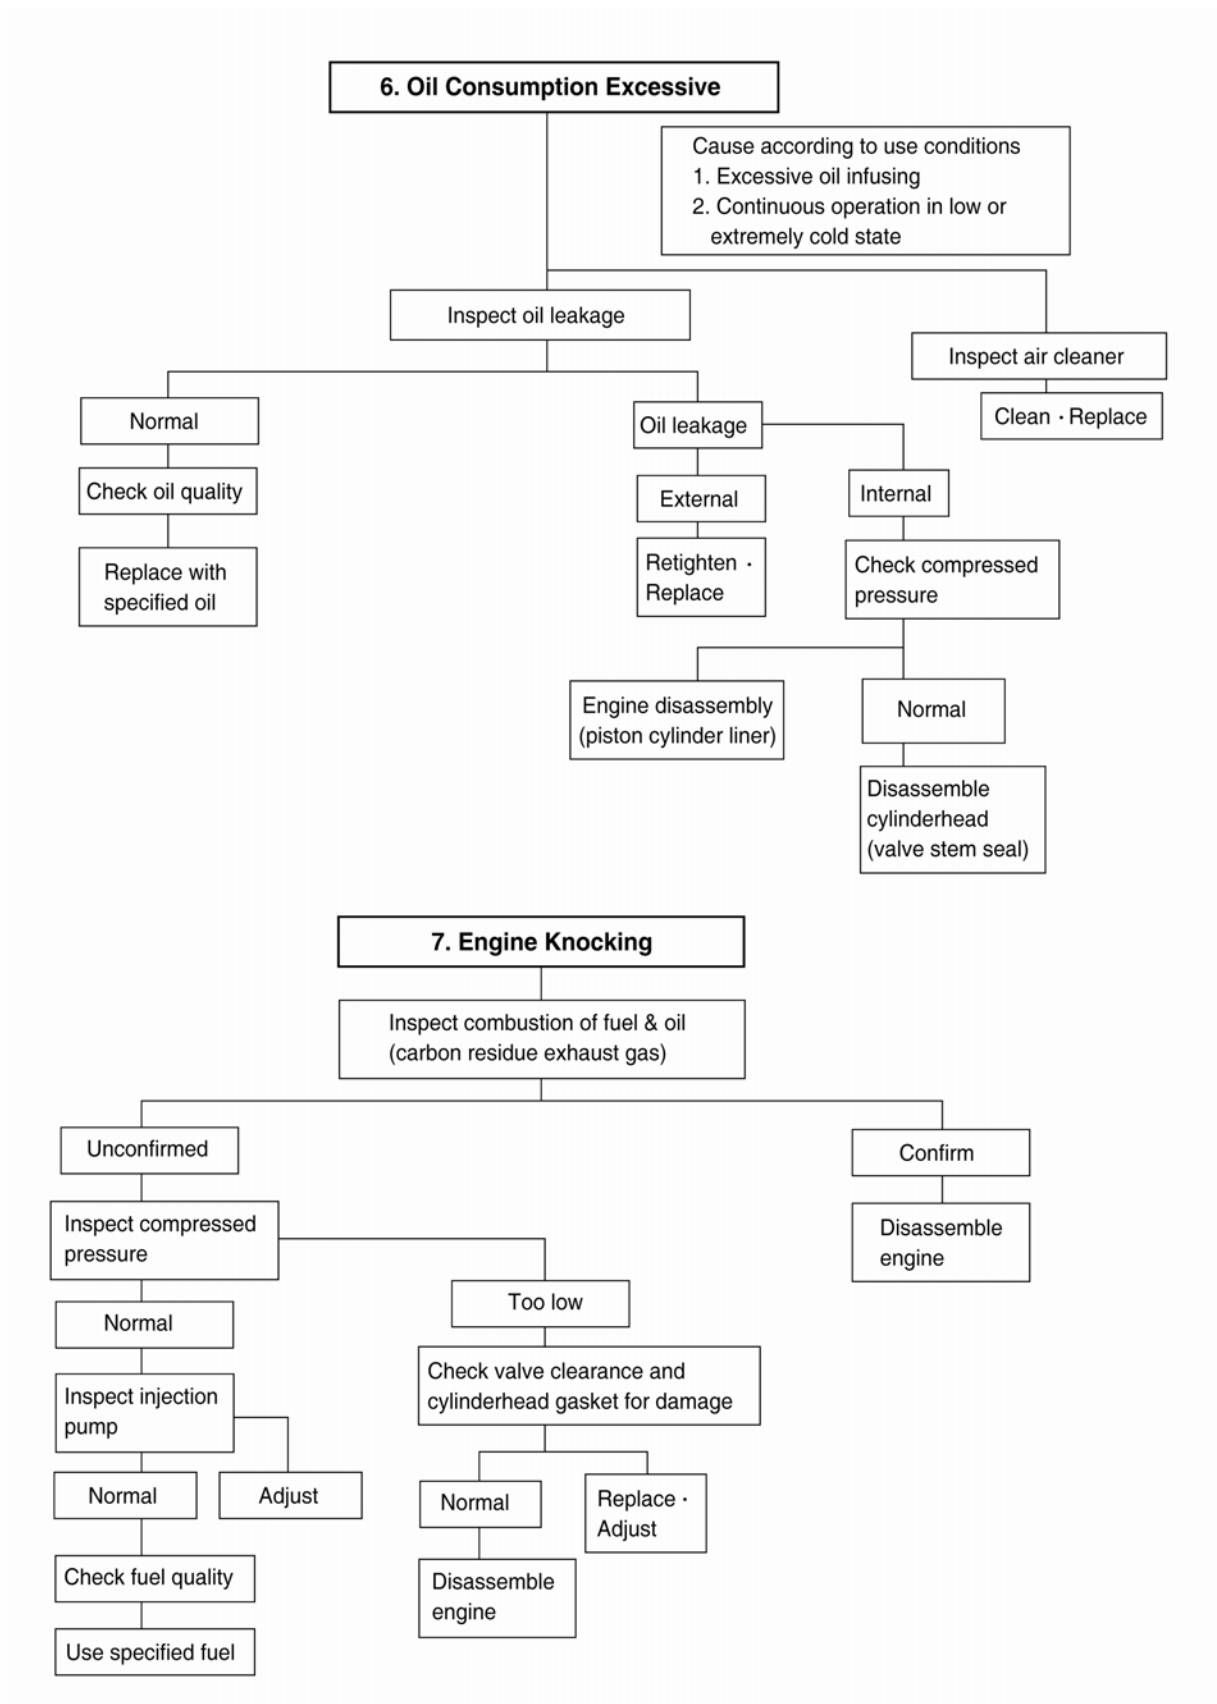 6. Oil Consumption Excessive
Cause according to use conditions
1. Excessive oil infusing
2. Continuous operation in low or
extremely cold state
Inspect oil leakage
Inspect air cleaner
Clean · Replace
Normal
Oil leakage
Check oil quality
External
Internal
Replace with
specified oil
Retighten ·
Replace
Check compressed
pressure
Engine disassembly
(piston cylinder liner)
Normal
Disassemble
cylinderhead
(valve stem seal)
7. Engine Knocking
Inspect combustion of fuel & oil
(carbon residue exhaust gas)
Unconfirmed
Confirm
Inspect compressed
pressure
Disassemble
engine
Normal
Too low
Inspect injection
pump
Check valve clearance and
cylinderhead gasket for damage
Normal
Adjust
Normal
Replace ·
Adjust
Check fuel quality
Disassemble
engine
Use specified fuel